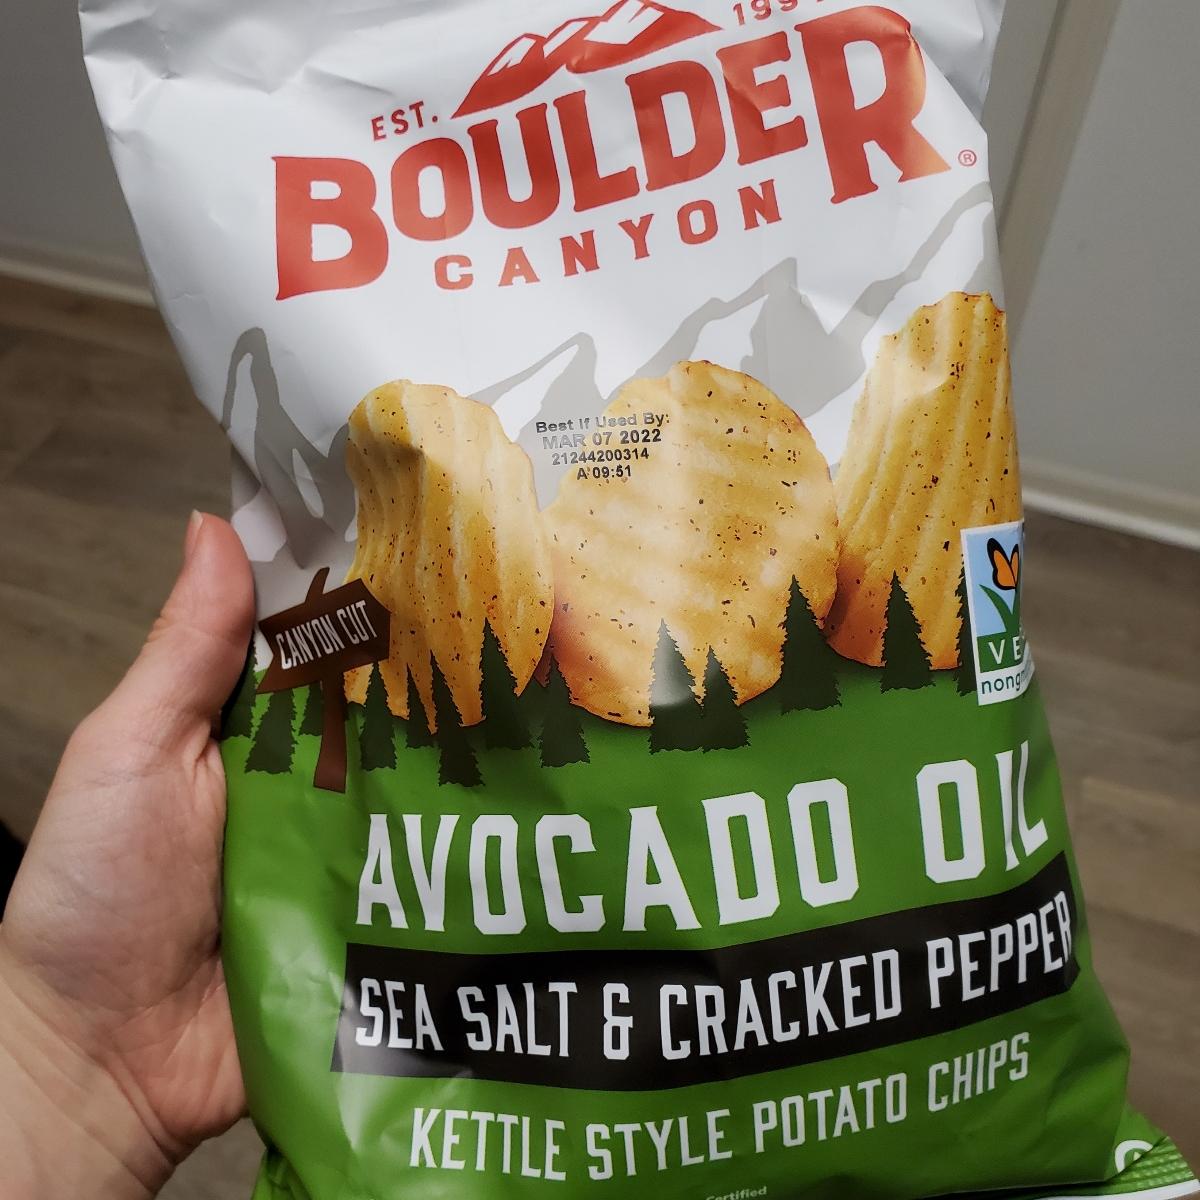 EST.
BOULDER
®
CANYON
Best If Used By:
MAR 07 2022
21244200314
A 09:51
CANYON CUT
AVOCADO OIL
SEA SALT & CRACKED PEPPER
KETTLE STYLE POTATO CHIPS
Certified